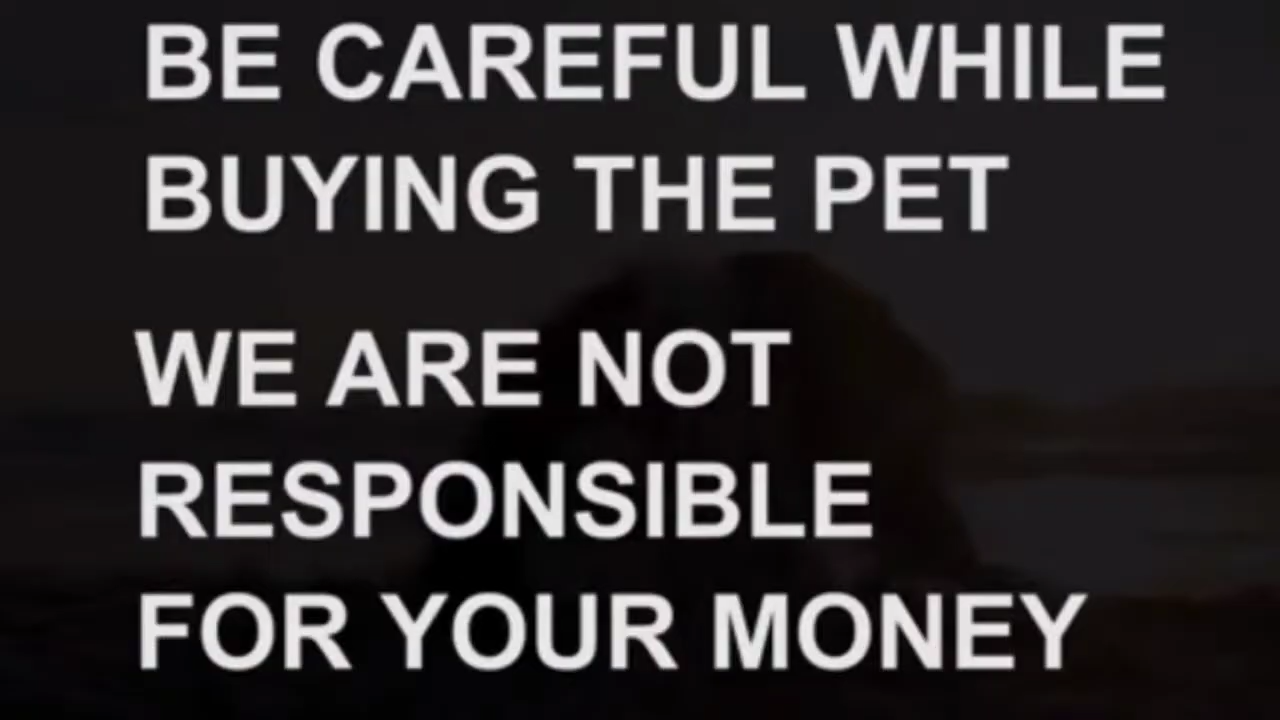 BE CAREFUL WHILE
BUYING THE PET
WE ARE NOT
RESPONSIBLE
FOR YOUR MONEY